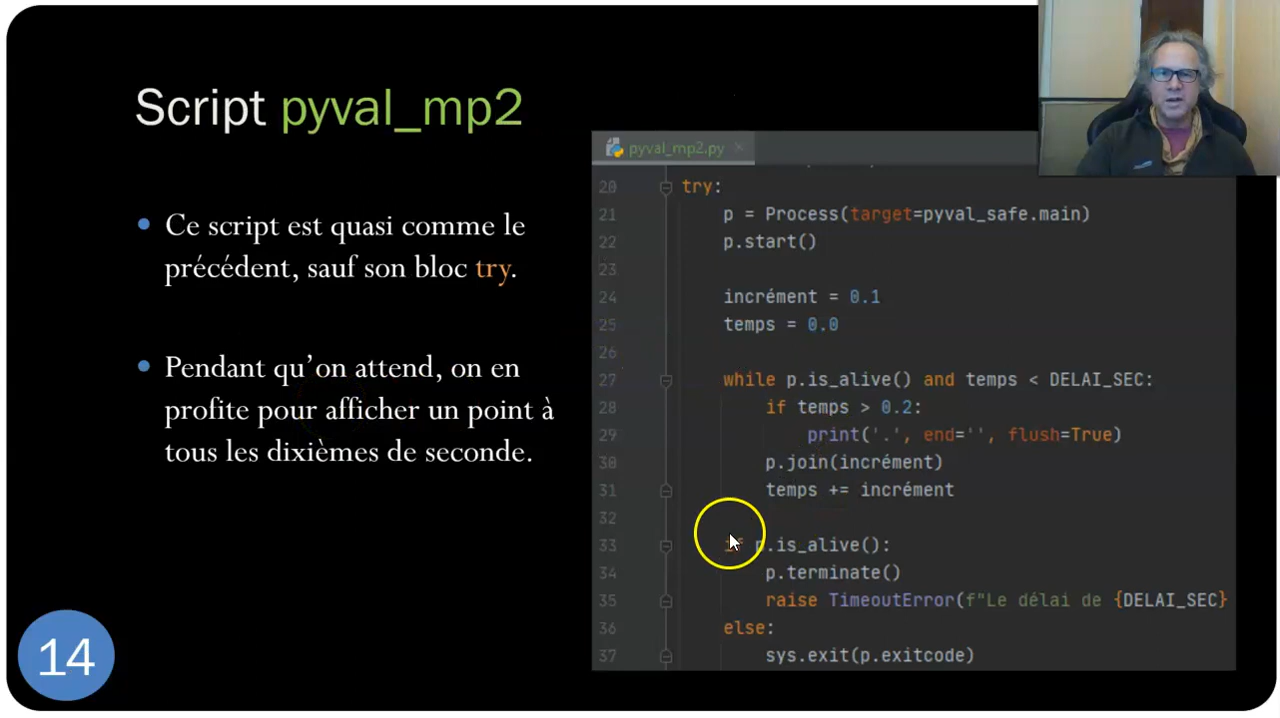 Script pyval_mp2
• Ce script est quasi comme le
précédent, sauf son bloc try.
• Pendant qu’on attend, on en
profite pour afficher un point à
tous les dixièmes de seconde.
14
pyval_mp2.py
20 try:
21 p = Process(target=pyval_safe.main)
22 p.start()
23
24 incrément = 0.1
25 temps = 0.0
26
27 while p.is_alive() and temps < DELAI_SEC:
28 if temps > 0.2:
29 print('.', end='', flush=True)
30 p.join(incrément)
31 temps += incrément
32
33 if p.is_alive():
34 p.terminate()
35 raise TimeoutError(f"Le délai de {DELAI_SEC}
36 else:
37 sys.exit(p.exitcode)